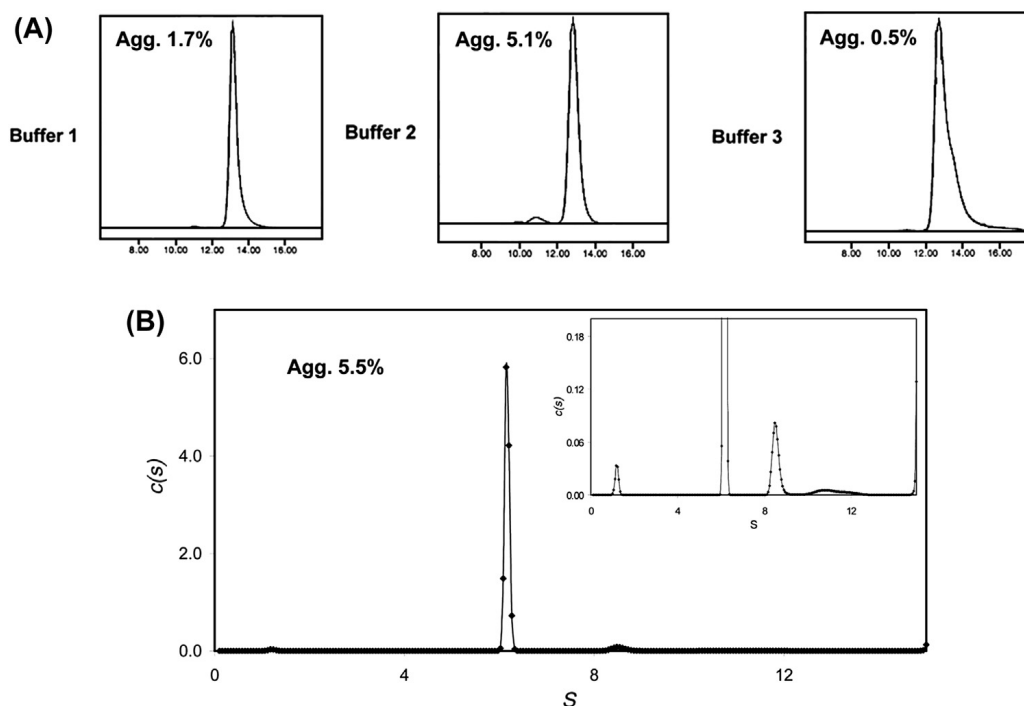 (A)
Agg. 1.7%
Agg. 5.1%
Agg. 0.5%
Buffer 1
Buffer 2
Buffer 3
8.00 10.00 12.00 14.00 16.00
8.00 10.00 12.00 14.00 16.00
8.00 10.00 12.00 14.00 16.00
(B)
Agg. 5.5%
6.0
4.0
2.0
0.0
c(s)
0 4 8 12
S
0.18
0.12
0.06
0.00
c(s)
0 4 8 12
S